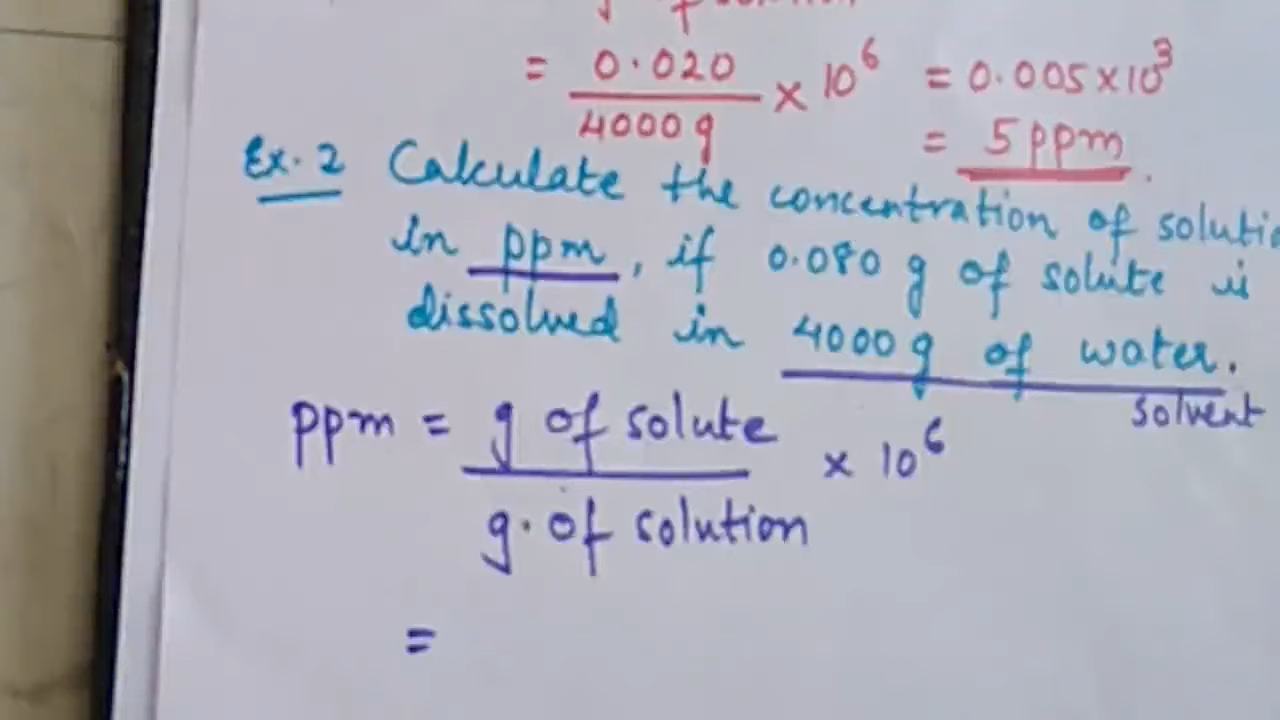 = 0.020 / 4000 g × 10⁶ = 0.005 × 10³
= 5 ppm.
Ex. 2 Calculate the concentration of
in ppm, if 0.080 g of solute is
dissolved in 4000 g of water.
solvent
ppm = g of solute / g. of solution × 10⁶
=